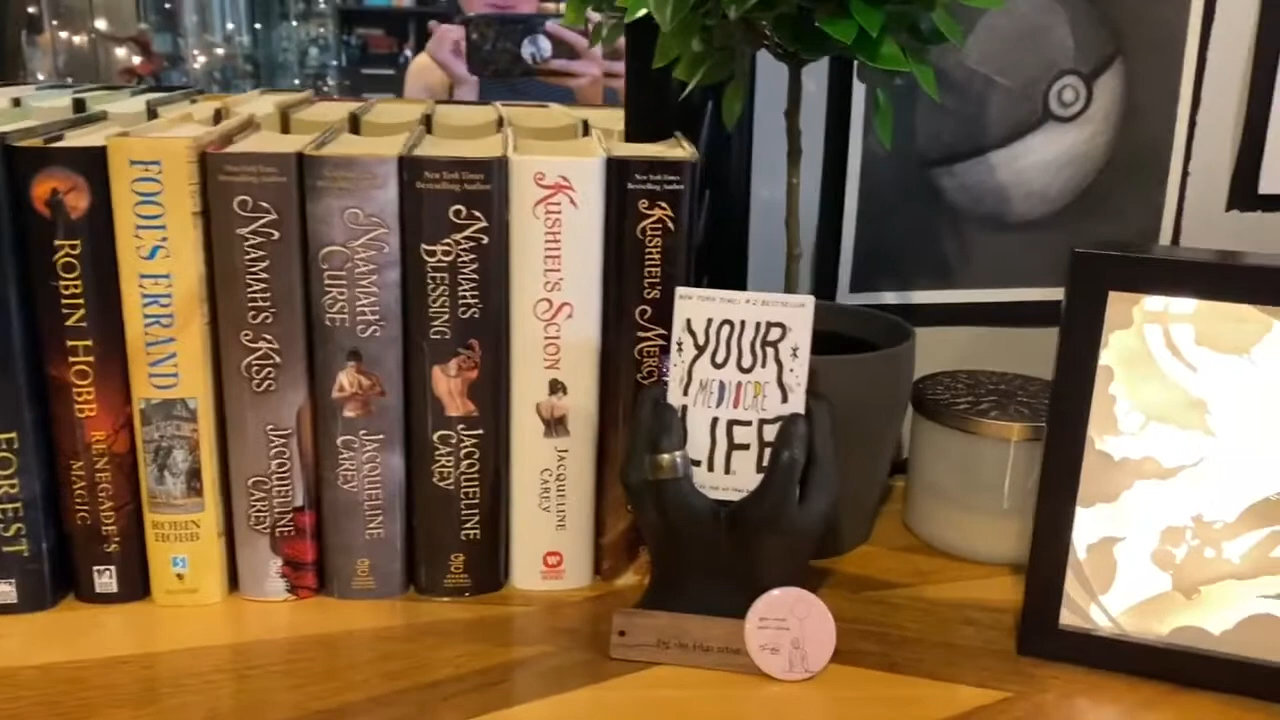 FOREST
ROBIN HOBB
RENEGADE'S
MAGIC
FOOL'S ERRAND
ROBIN
HOBB
NAAMAH'S KISS
JACQUELINE
CAREY
NAAMAH'S
CURSE
JACQUELINE
CAREY
New York Times
Bestselling Author
NAAMAH'S
BLESSING
JACQUELINE
CAREY
KUSHIEL'S SCION
JACQUELINE
CAREY
New York Times
Bestselling Author
KUSHIEL'S MERCY
NEW YORK TIMES #2 BESTSELLER
YOUR
MEDIOCRE
LIFE